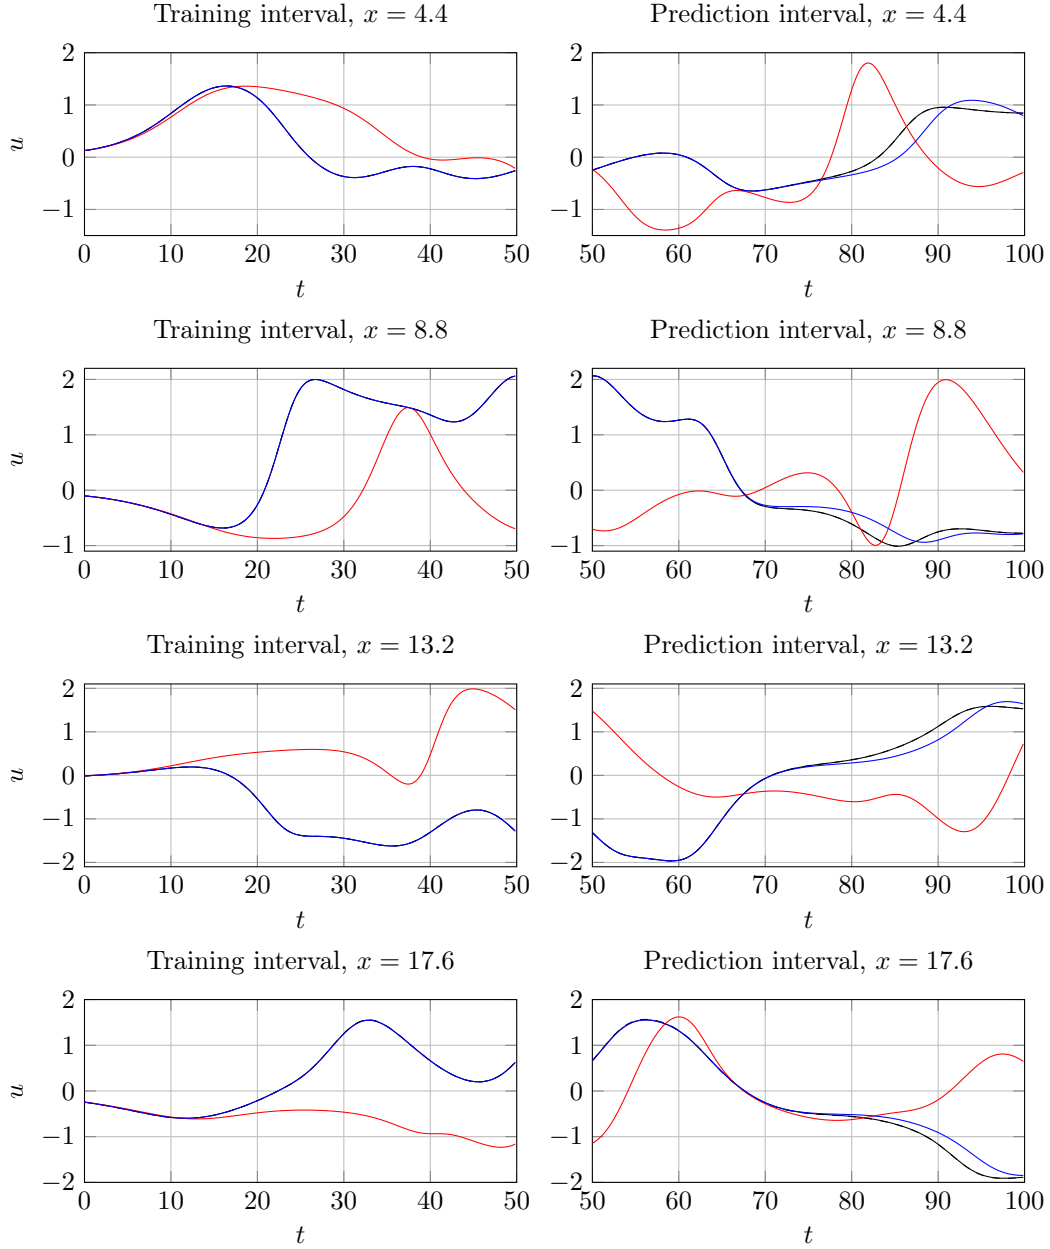 Training interval, x = 4.4
Prediction interval, x = 4.4
2
1
0
−1
u
0 10 20 30 40 50
t
2
1
0
−1
50 60 70 80 90 100
t
Training interval, x = 8.8
Prediction interval, x = 8.8
2
1
0
−1
u
0 10 20 30 40 50
t
2
1
0
−1
50 60 70 80 90 100
t
Training interval, x = 13.2
Prediction interval, x = 13.2
2
1
0
−1
−2
u
0 10 20 30 40 50
t
2
1
0
−1
−2
50 60 70 80 90 100
t
Training interval, x = 17.6
Prediction interval, x = 17.6
2
1
0
−1
−2
u
0 10 20 30 40 50
t
2
1
0
−1
−2
50 60 70 80 90 100
t